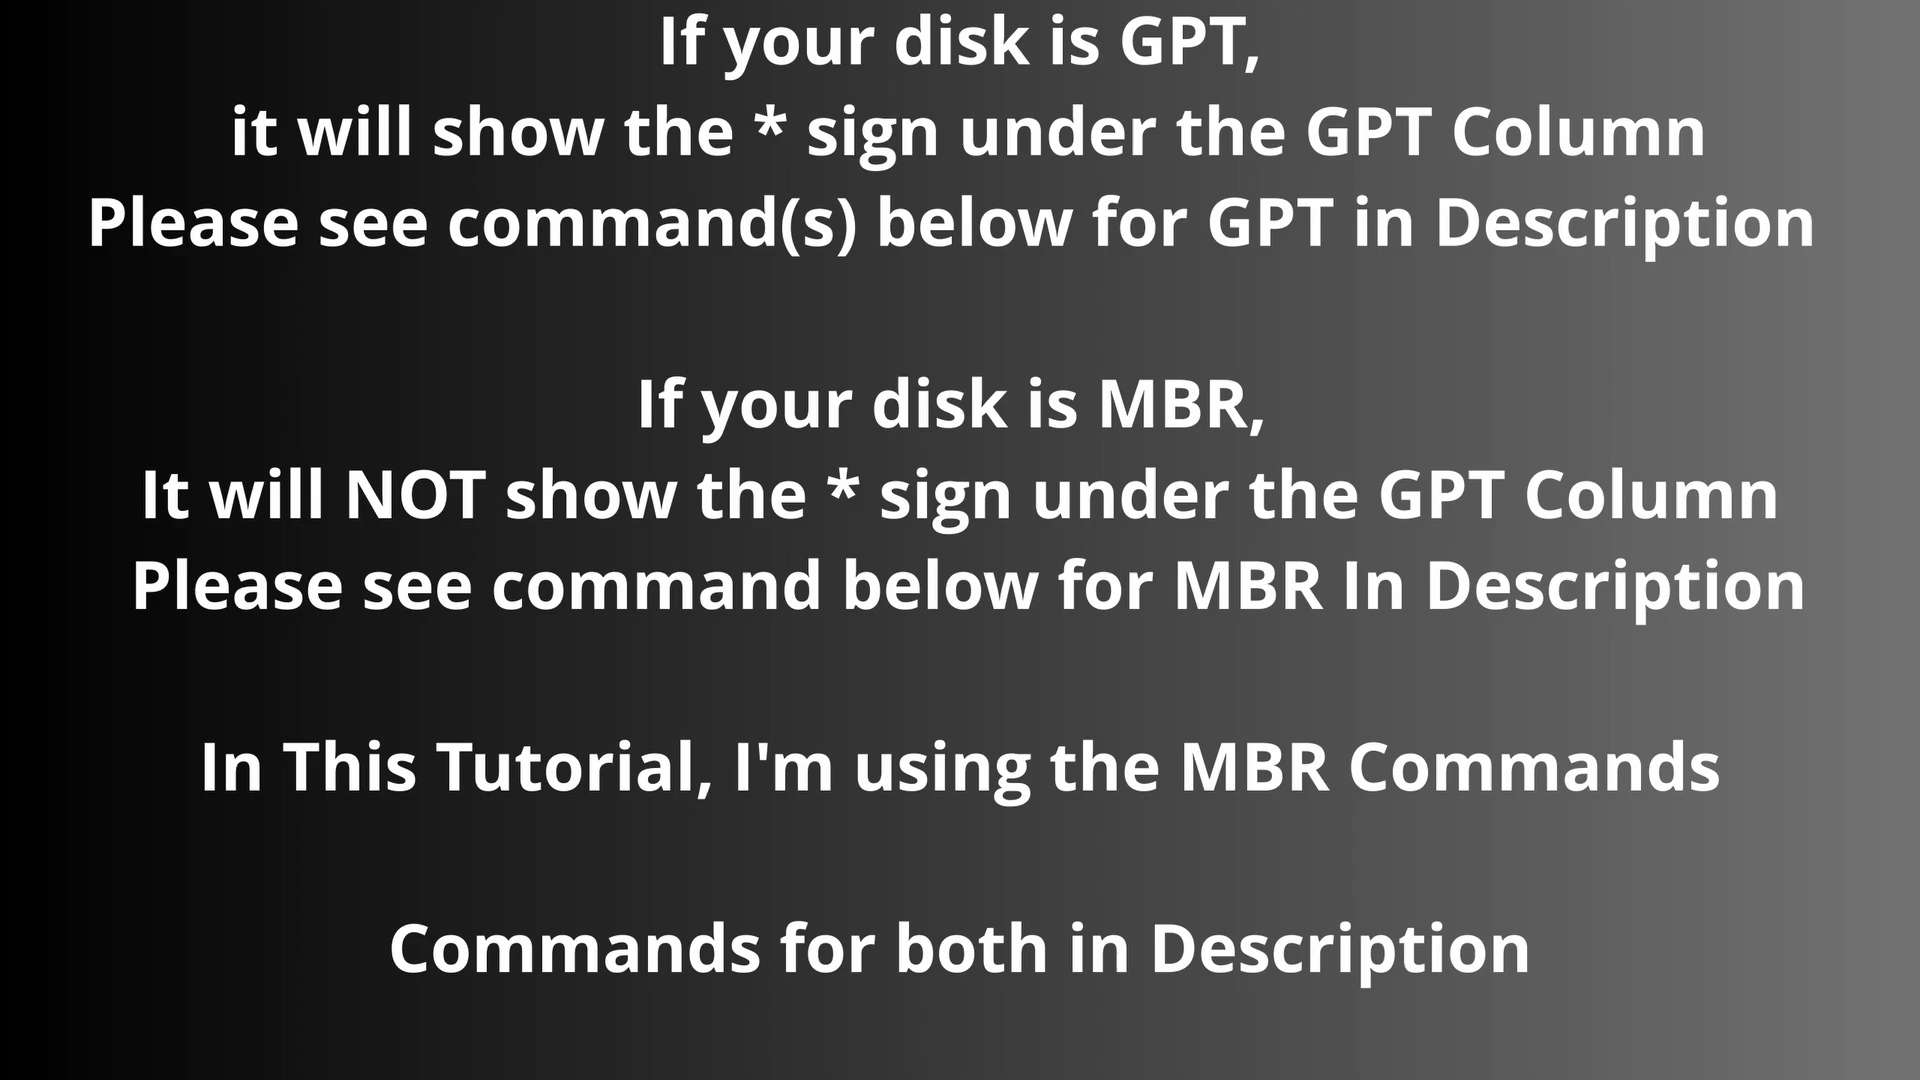 If your disk is GPT,
it will show the * sign under the GPT Column
Please see command(s) below for GPT in Description
If your disk is MBR,
It will NOT show the * sign under the GPT Column
Please see command below for MBR In Description
In This Tutorial, I'm using the MBR Commands
Commands for both in Description